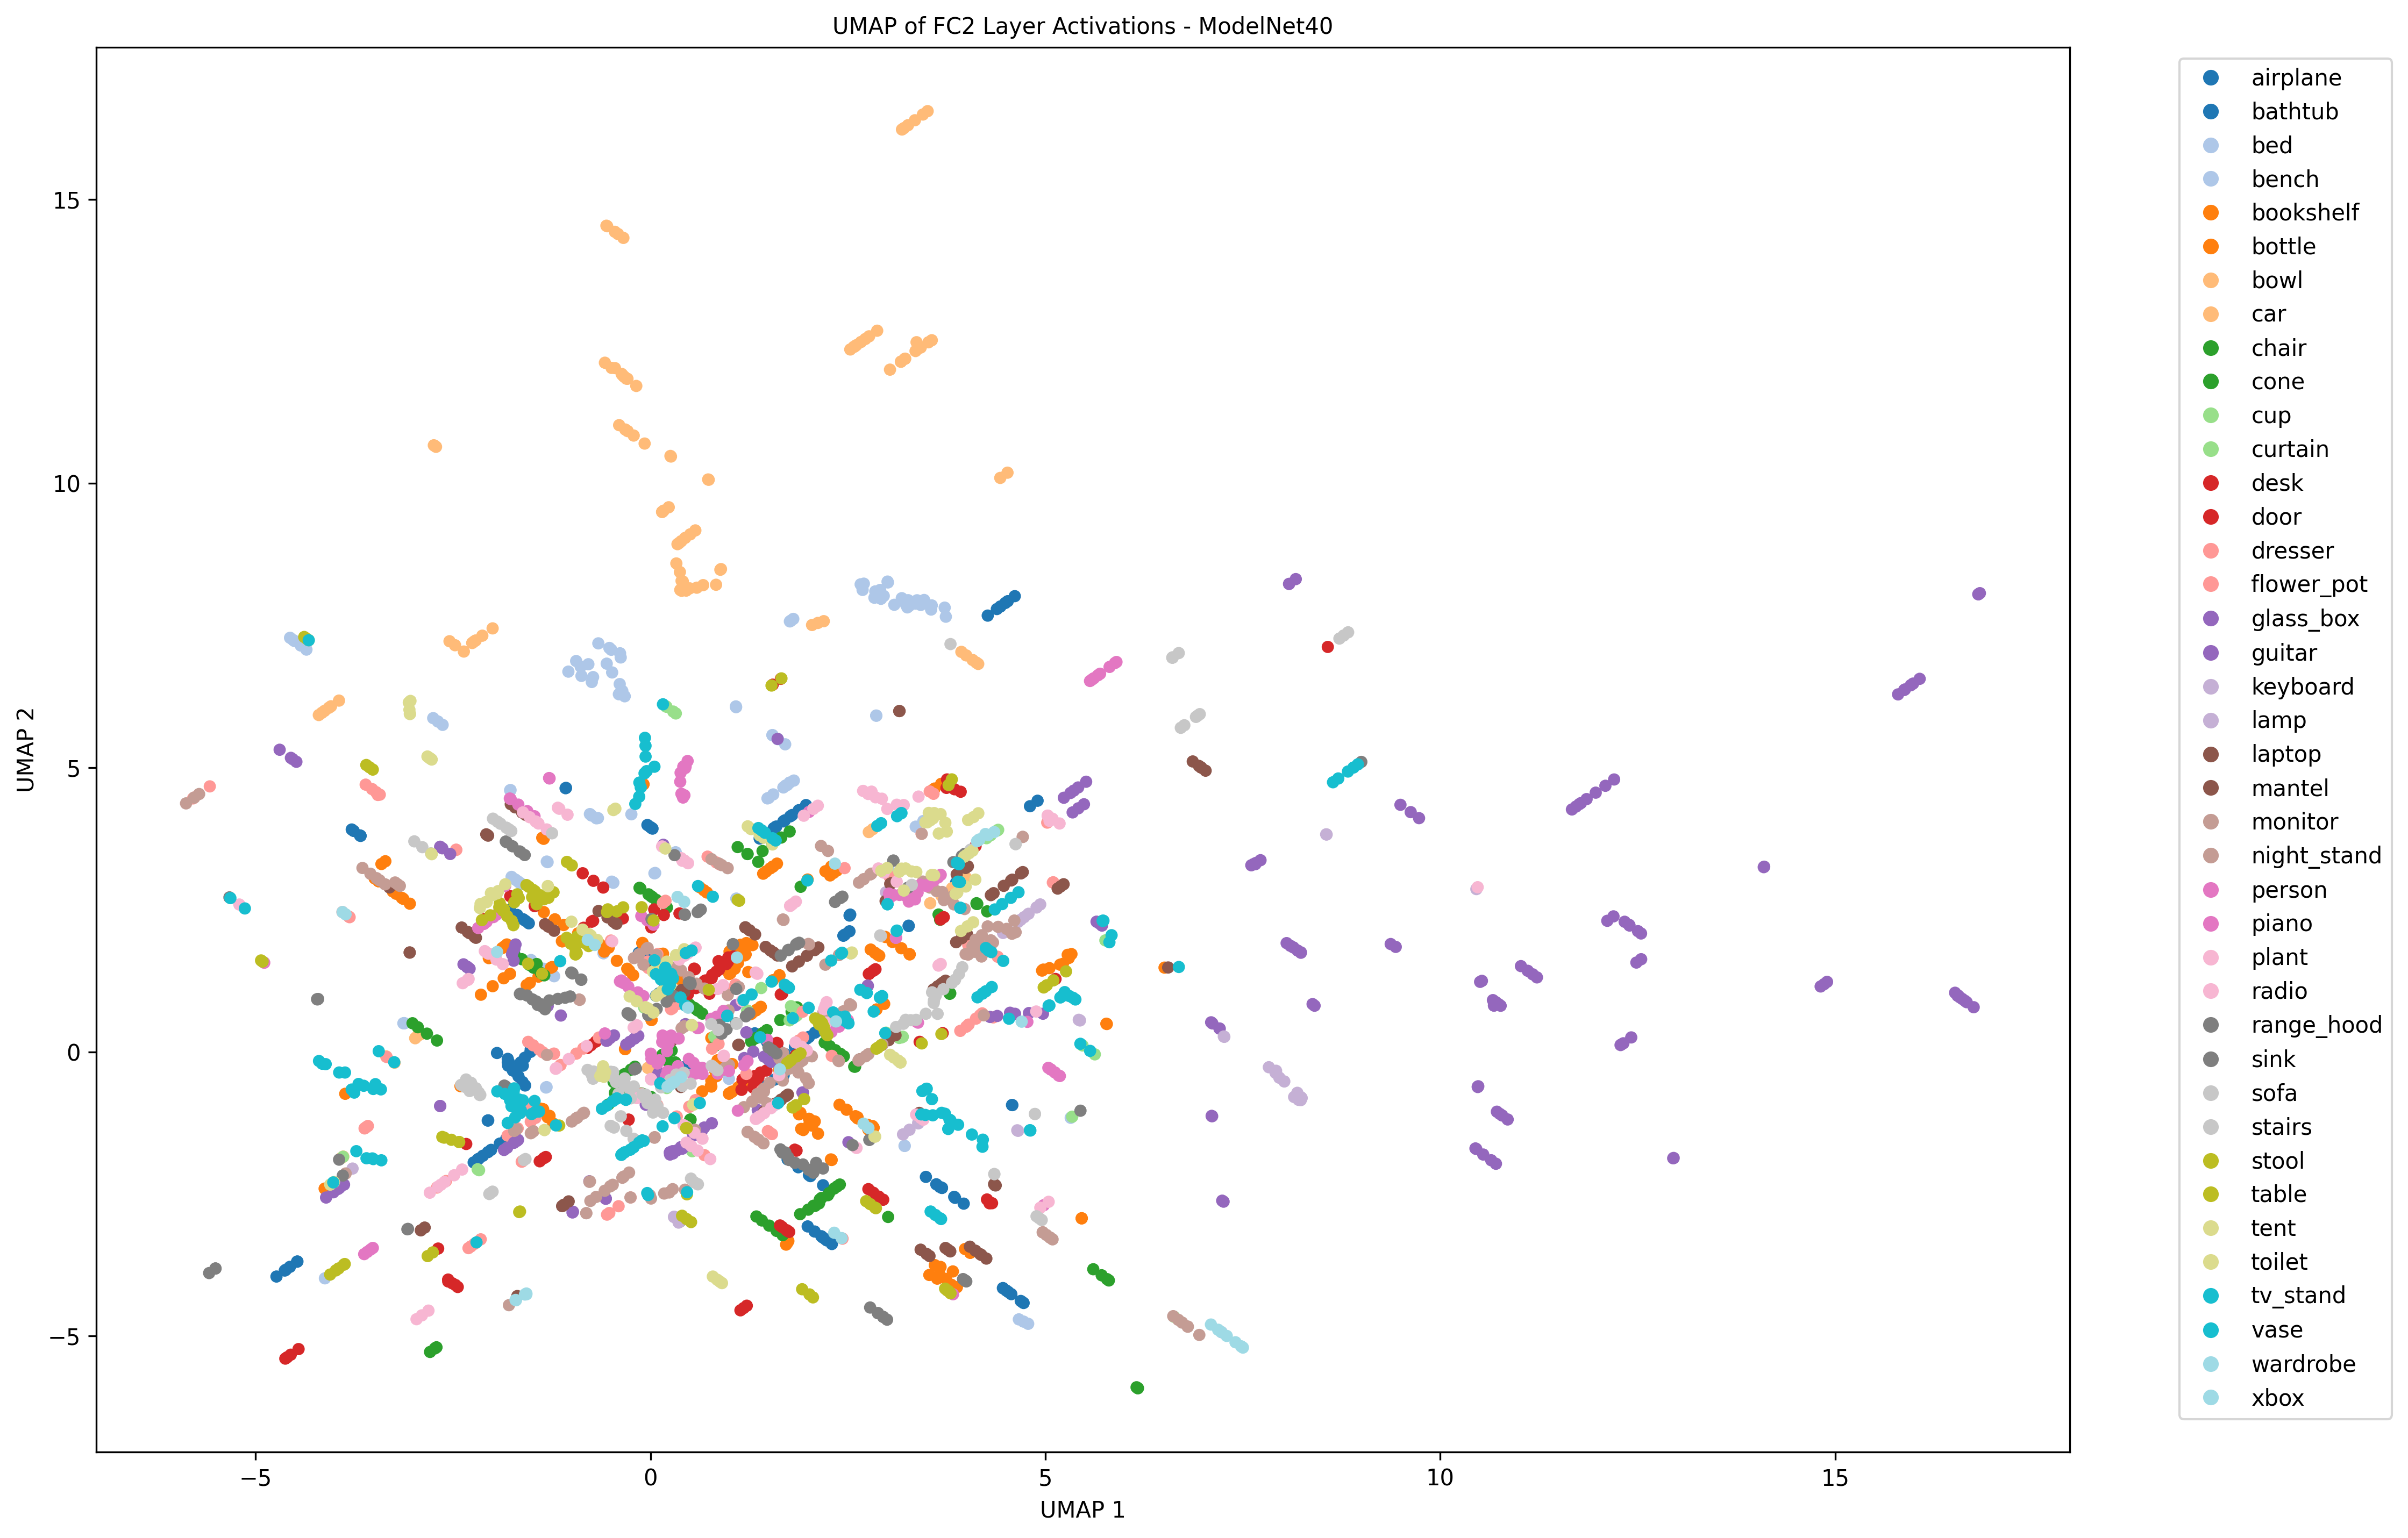 UMAP of FC2 Layer Activations - ModelNet40
15
10
5
0
−5
UMAP 2
−5
0
5
10
15
UMAP 1
airplane
bathtub
bed
bench
bookshelf
bottle
bowl
car
chair
cone
cup
curtain
desk
door
dresser
flower_pot
glass_box
guitar
keyboard
lamp
laptop
mantel
monitor
night_stand
person
piano
plant
radio
range_hood
sink
sofa
stairs
stool
table
tent
toilet
tv_stand
vase
wardrobe
xbox